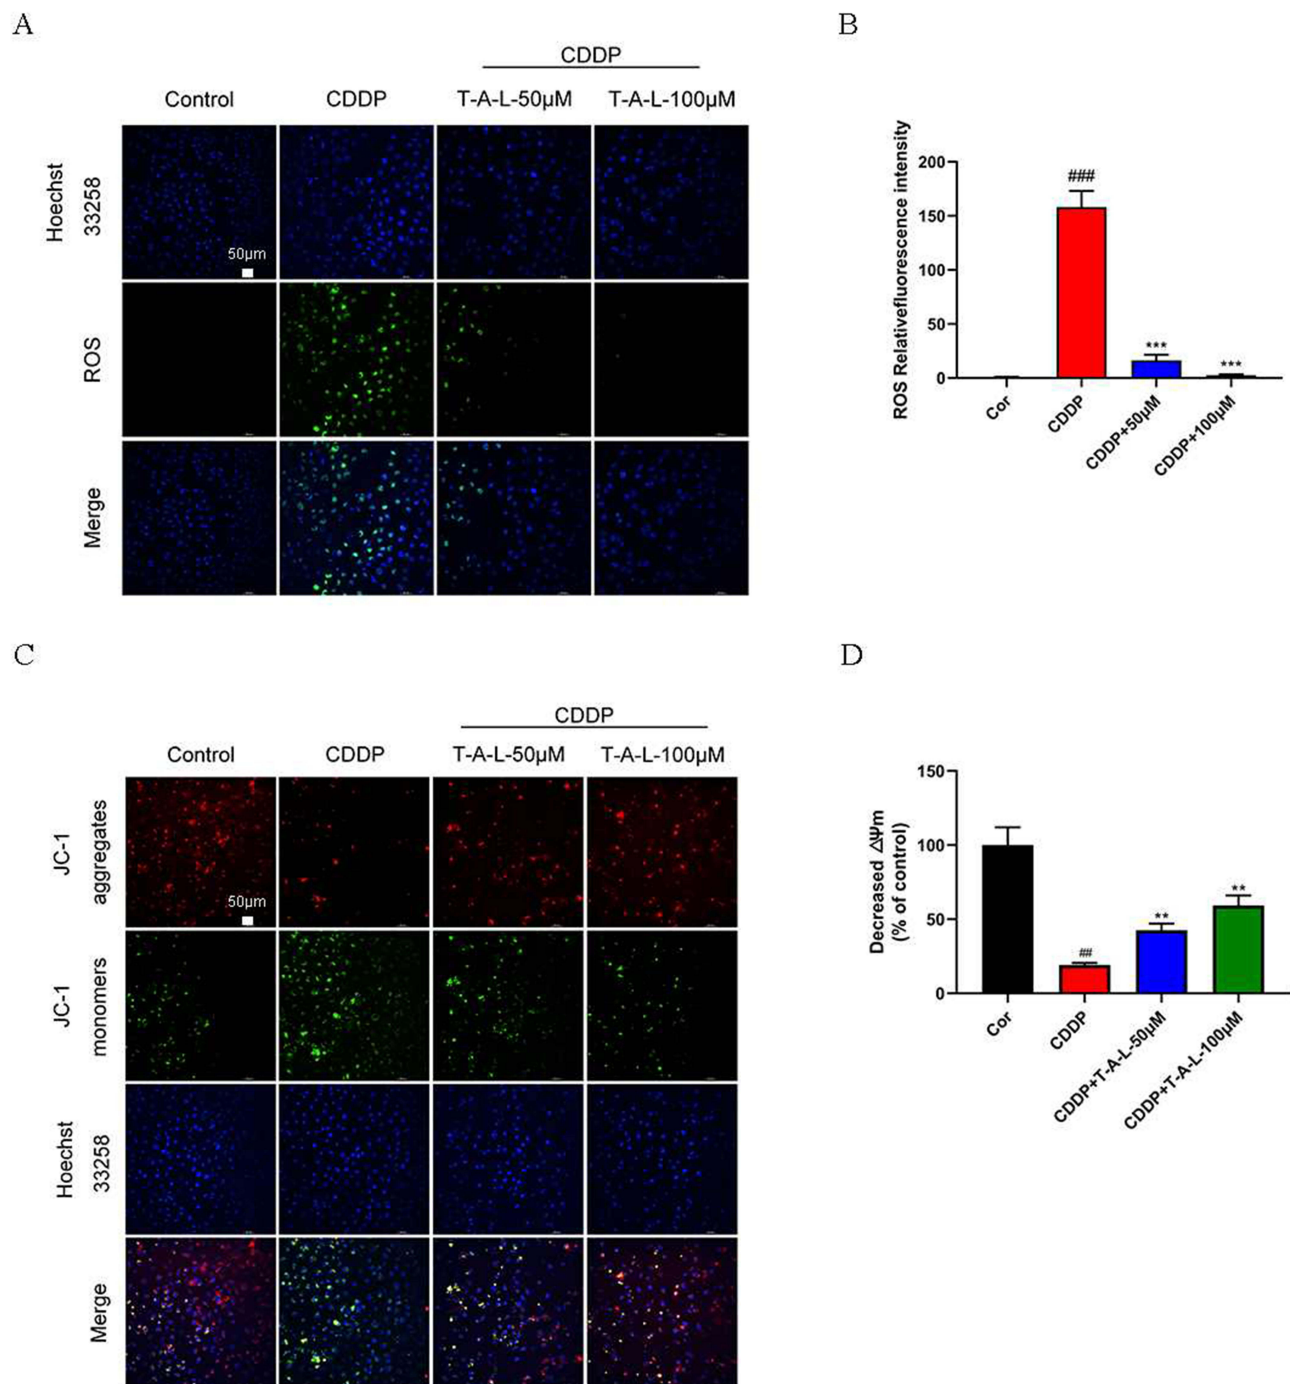 A
CDDP
Control
CDDP
T-A-L-50μM
T-A-L-100μM
Hoechst
33258
50μm
ROS
Merge
B
ROS Relativefluorescence intensity
200
150
100
50
0
###
***
***
Cor
CDDP
CDDP+50μM
CDDP+100μM
C
CDDP
Control
CDDP
T-A-L-50μM
T-A-L-100μM
JC-1
aggregates
50μm
JC-1
monomers
Hoechst
33258
Merge
D
Decreased ΔΨm
(% of control)
150
100
50
0
##
**
**
Cor
CDDP
CDDP+T-A-L-50μM
CDDP+T-A-L-100μM